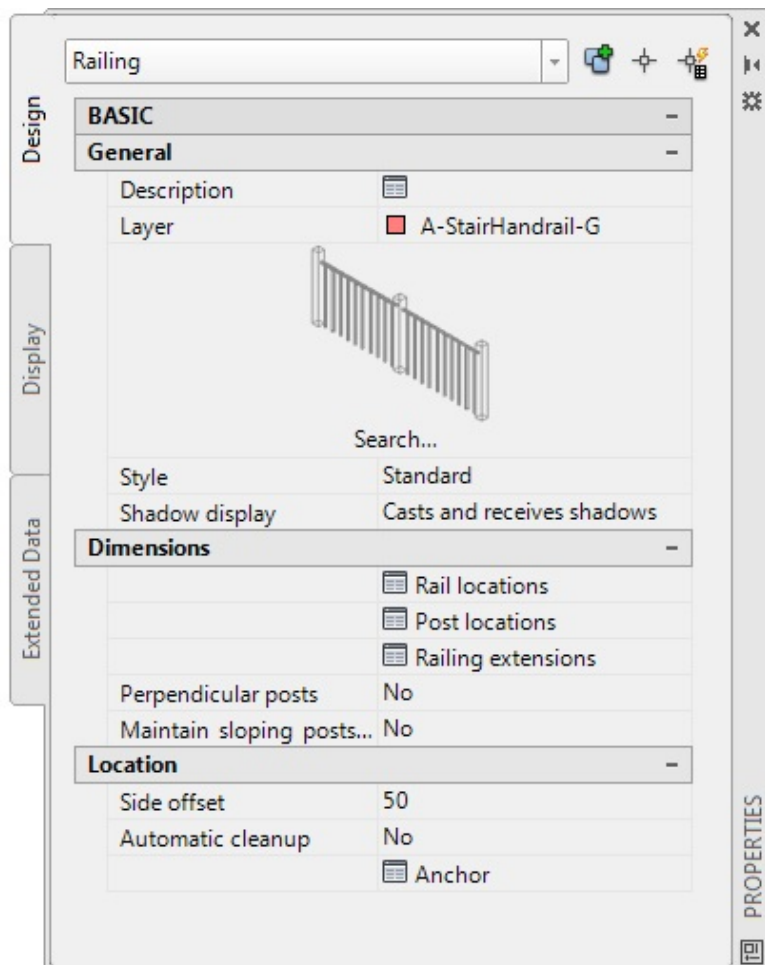 Railing
Design
BASIC
General
Description
Layer A-StairHandrail-G
Search...
Style Standard
Shadow display Casts and receives shadows
Display
Dimensions
Rail locations
Post locations
Railing extensions
Perpendicular posts No
Maintain sloping posts... No
Extended Data
Location
Side offset 50
Automatic cleanup No
Anchor
PROPERTIES